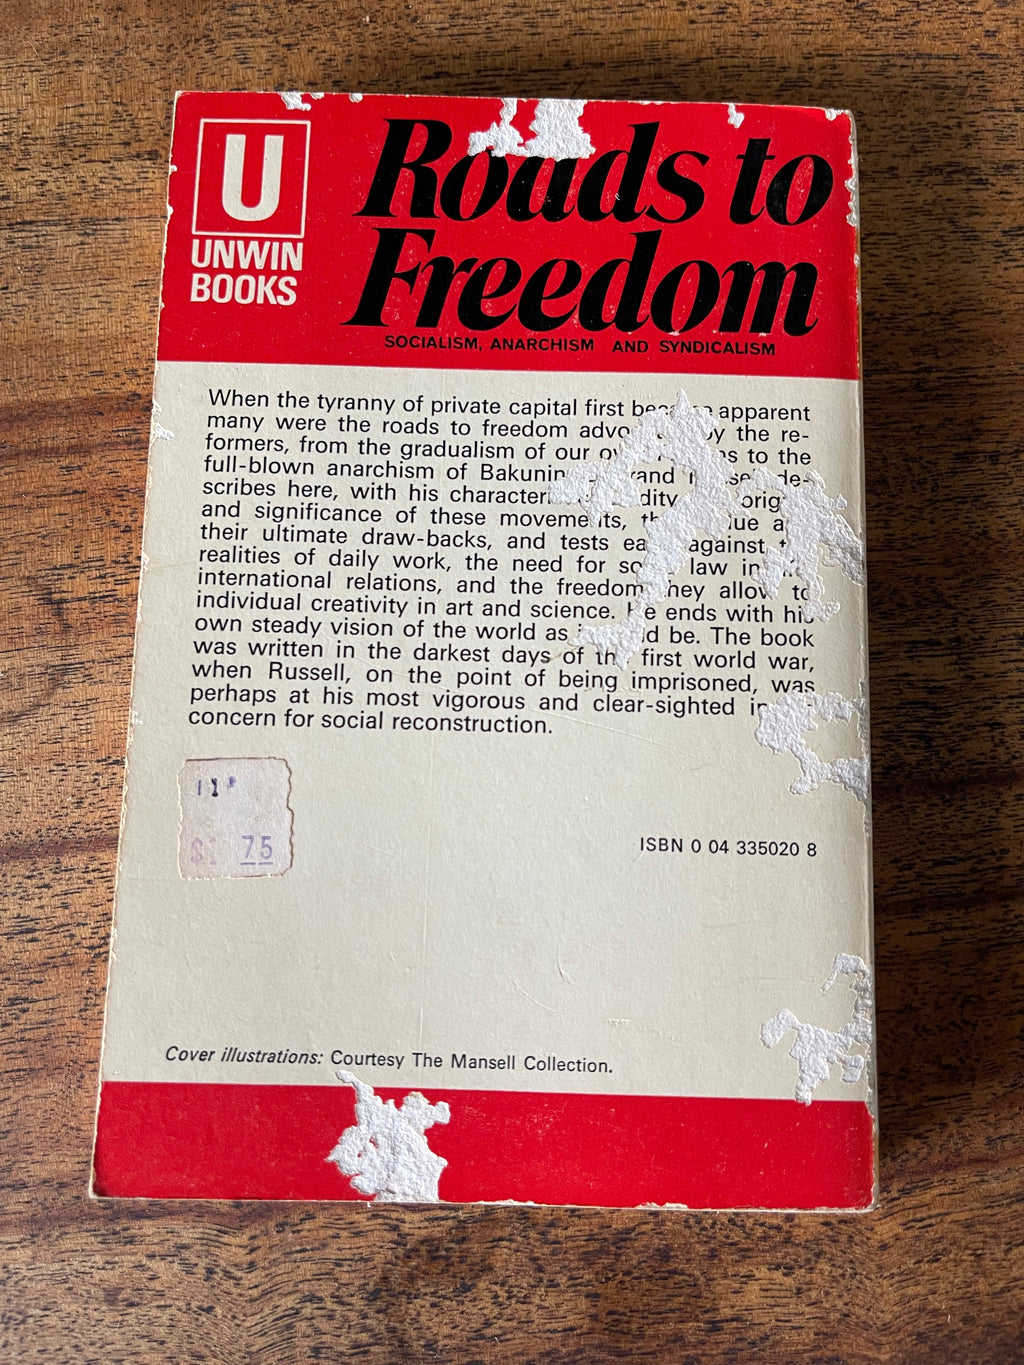 U
UNWIN
BOOKS
Roads to
Freedom
SOCIALISM, ANARCHISM AND SYNDICALISM
When the tyranny of private capital first apparent
many were the roads to freedom by the re-
formers, from the gradualism of our to the
full-blown anarchism of Bakunin de-
scribes here, with his
and significance of these movements,
their ultimate draw-backs, and tests against
realities of daily work, the need for law in
international relations, and the freedom they allow to
individual creativity in art and science. He ends with his
own steady vision of the world as be. The book
was written in the darkest days of the first world war,
when Russell, on the point of being imprisoned, was
perhaps at his most vigorous and clear-sighted in
concern for social reconstruction.
75
ISBN 0 04 335020 8
Cover illustrations: Courtesy The Mansell Collection.